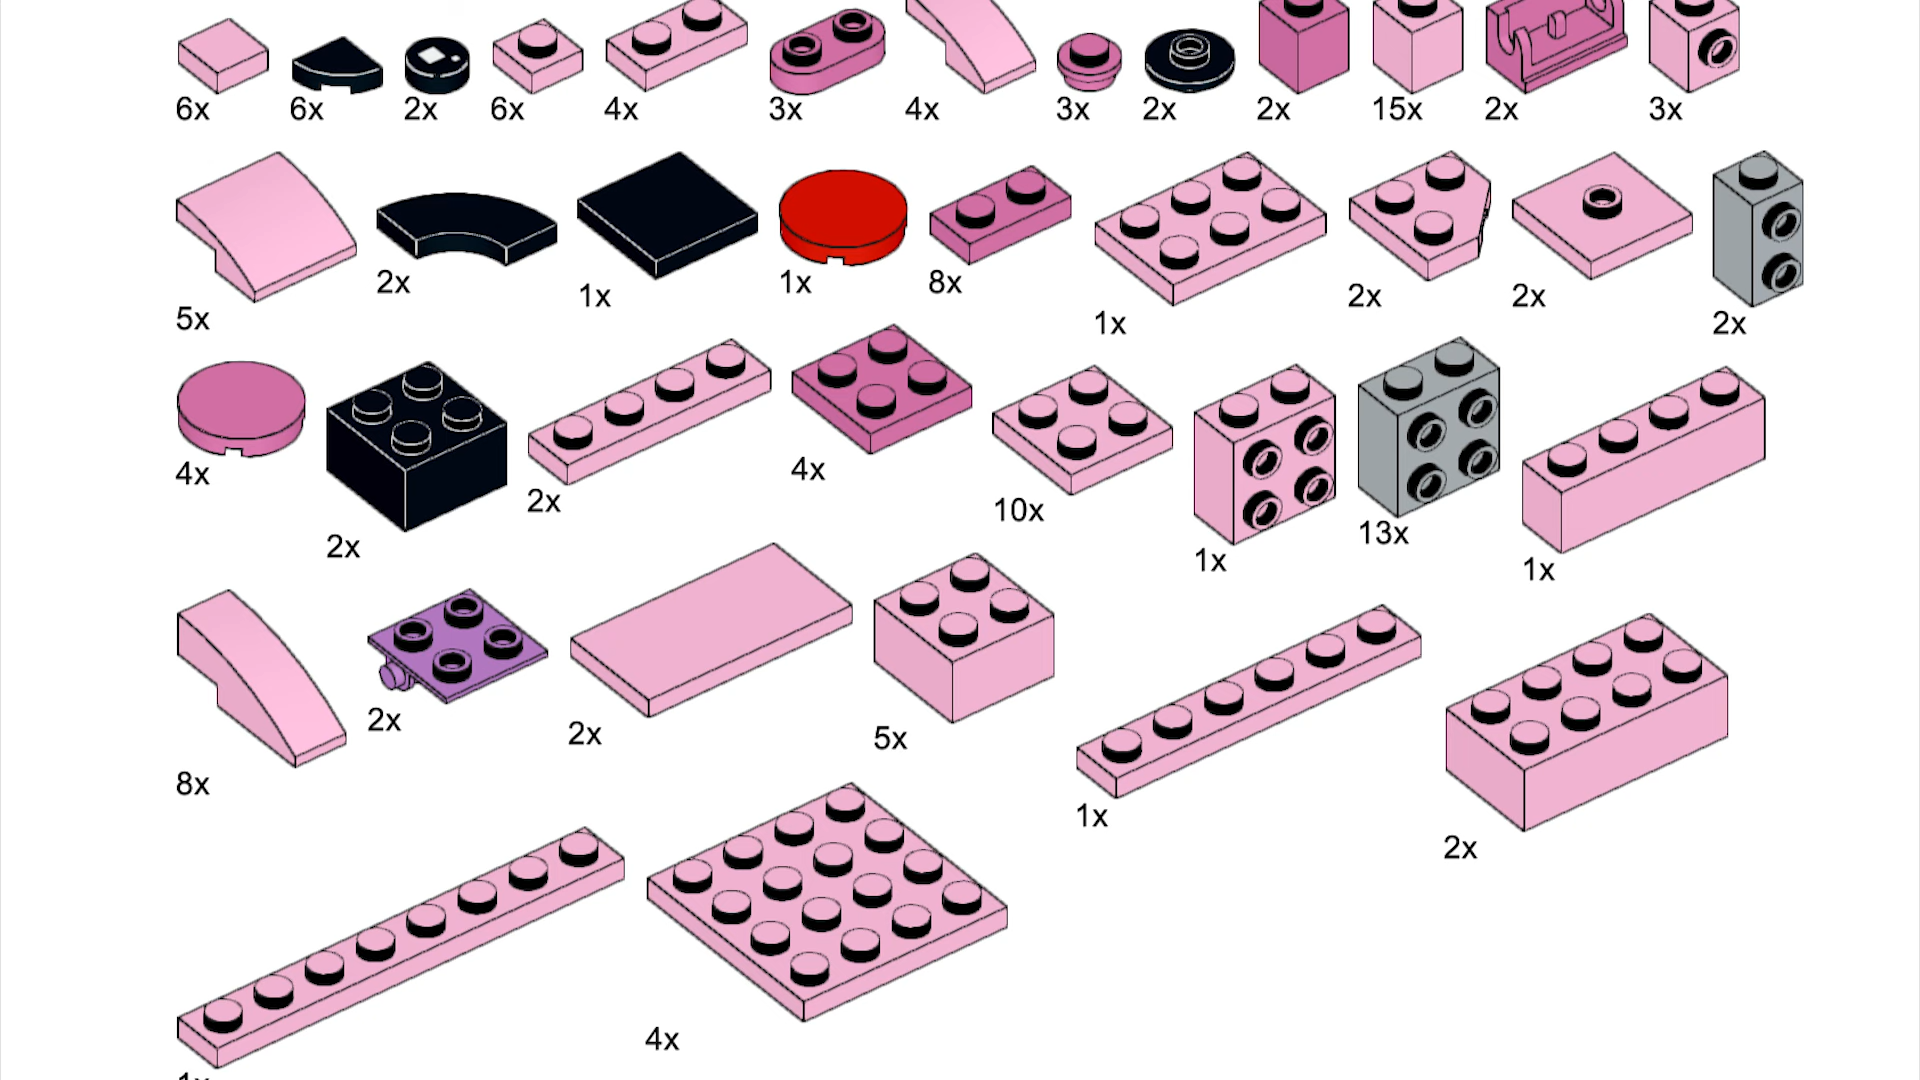 6x 6x 2x 6x 4x 3x 4x 3x 2x 2x 15x 2x 3x
5x 2x 1x 1x 8x 1x 2x 2x 2x
4x 2x 2x 4x 10x 1x 13x 1x
8x 2x 2x 5x 1x 2x
1x 4x